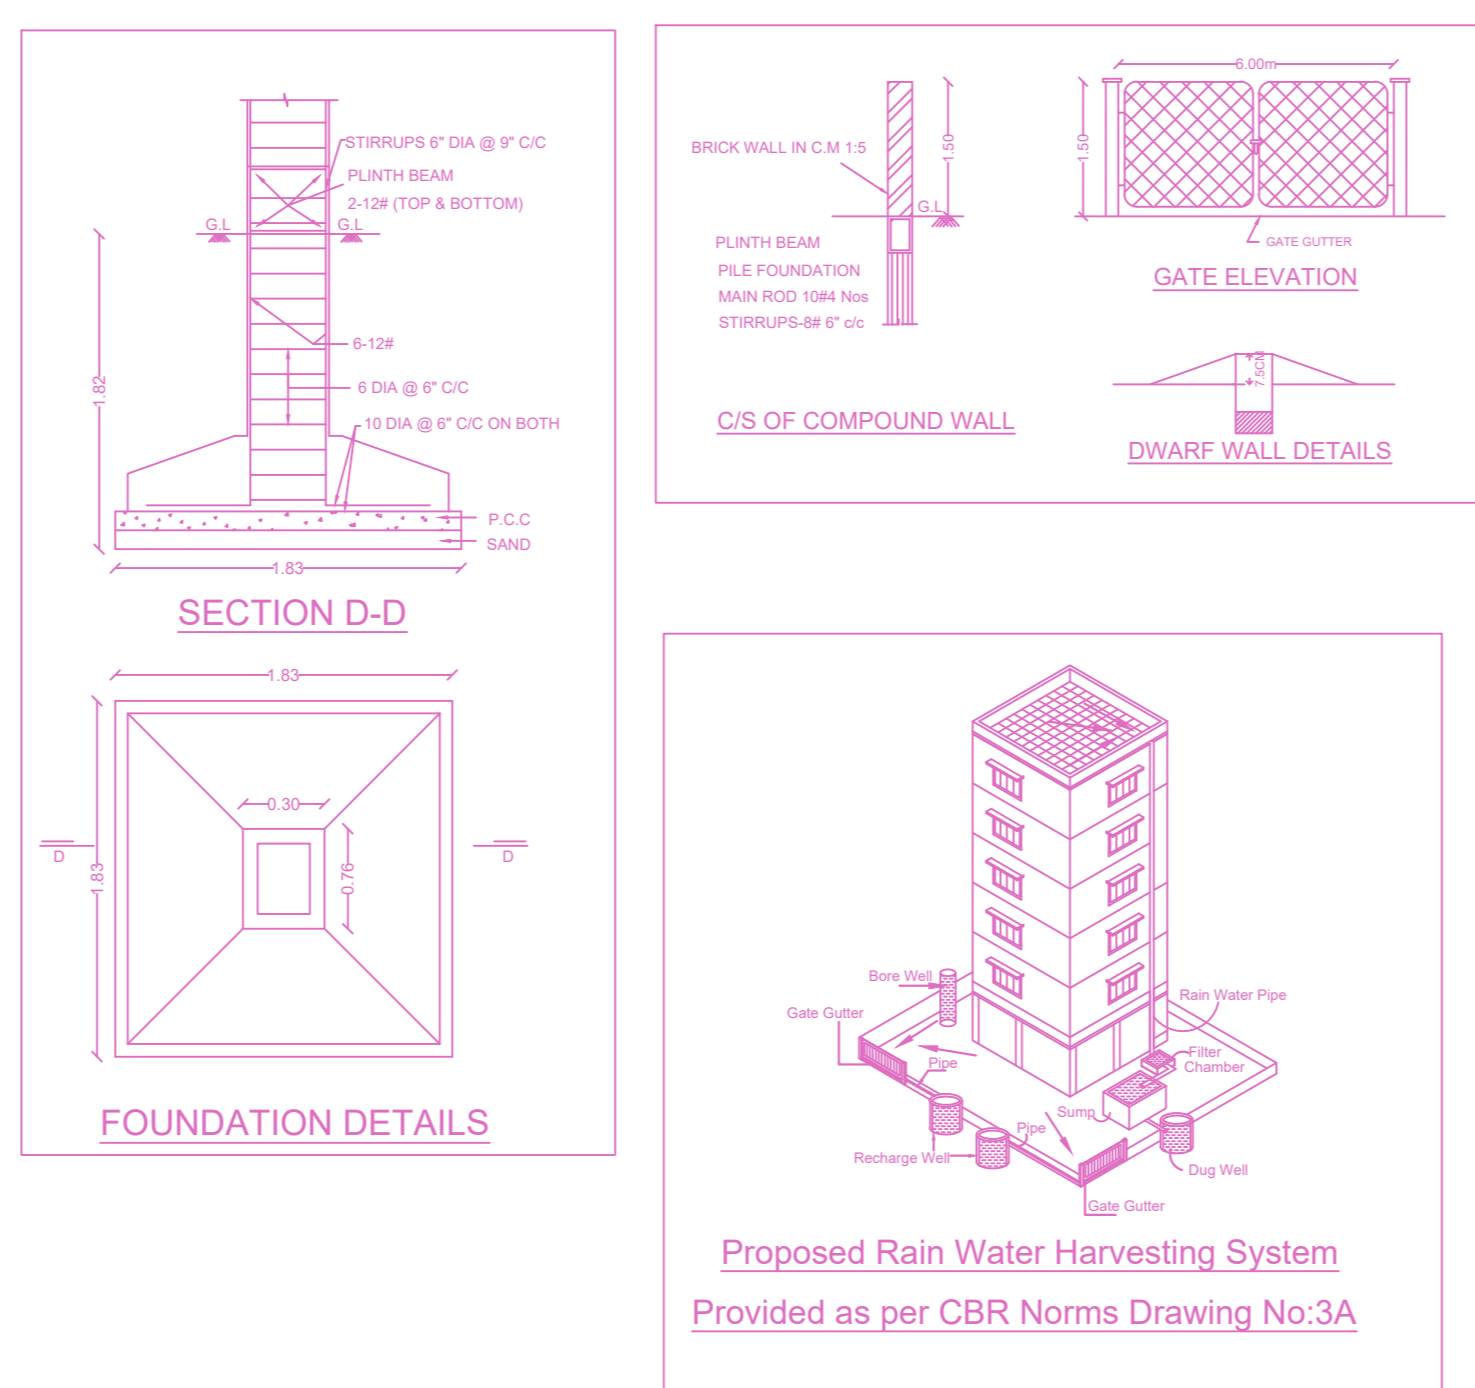 STIRRUPS 6" DIA @ 9" C/C
PLINTH BEAM
2-12# (TOP & BOTTOM)
G.L
G.L
1.82
6-12#
6 DIA @ 6" C/C
10 DIA @ 6" C/C ON BOTH
P.C.C
SAND
1.83
SECTION D-D
1.83
0.30
D
D
1.83
0.76
FOUNDATION DETAILS
6.00m
BRICK WALL IN C.M 1:5
1.50
1.50
G.L
PLINTH BEAM
PILE FOUNDATION
MAIN ROD 10#4 Nos
STIRRUPS-8# 6" c/c
GATE GUTTER
GATE ELEVATION
7.5CM
C/S OF COMPOUND WALL
DWARF WALL DETAILS
Bore Well
Rain Water Pipe
Gate Gutter
Filter
Chamber
Pipe
Sump
Pipe
Recharge Well
Dug Well
Gate Gutter
Proposed Rain Water Harvesting System
Provided as per CBR Norms Drawing No:3A